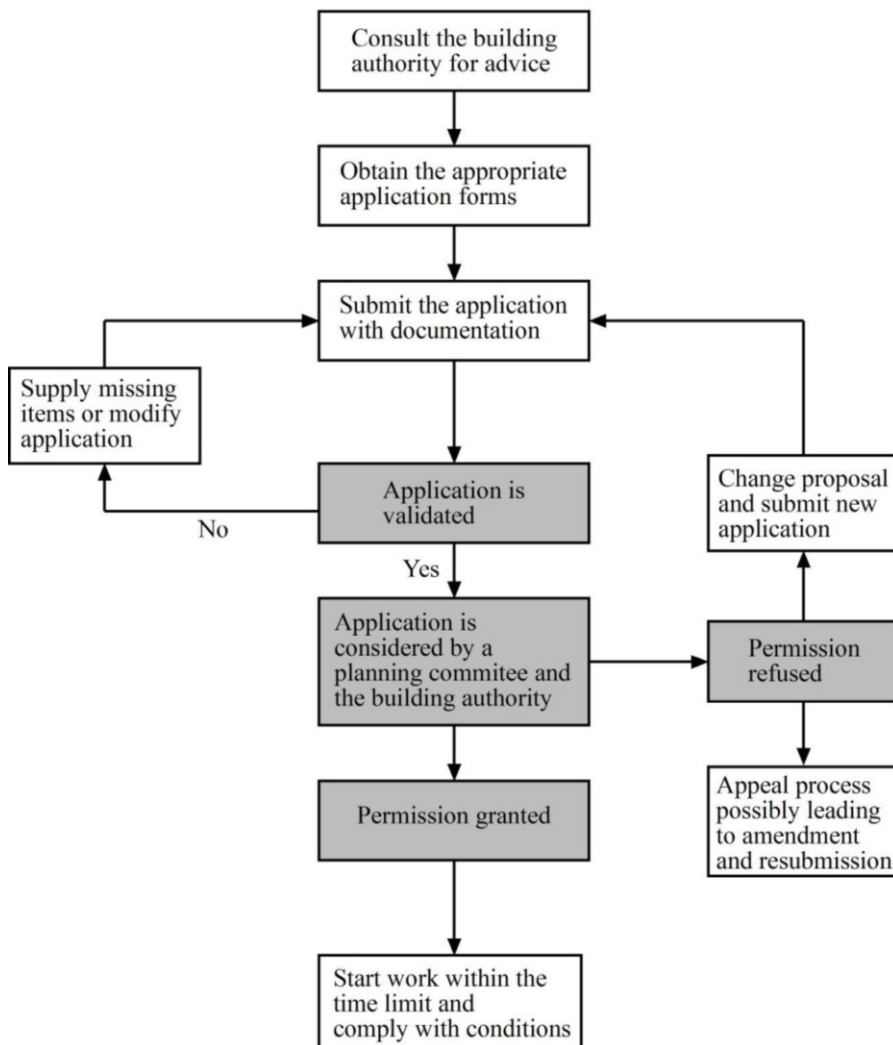 Consult the building
authority for advice
Obtain the appropriate
application forms
Submit the application
with documentation
Supply missing
items or modify
application
Application is
validated
No
Yes
Change proposal
and submit new
application
Application is
considered by a
planning commitee and
the building authority
Permission
refused
Permission granted
Appeal process
possibly leading
to amendment
and resubmission
Start work within the
time limit and
comply with conditions